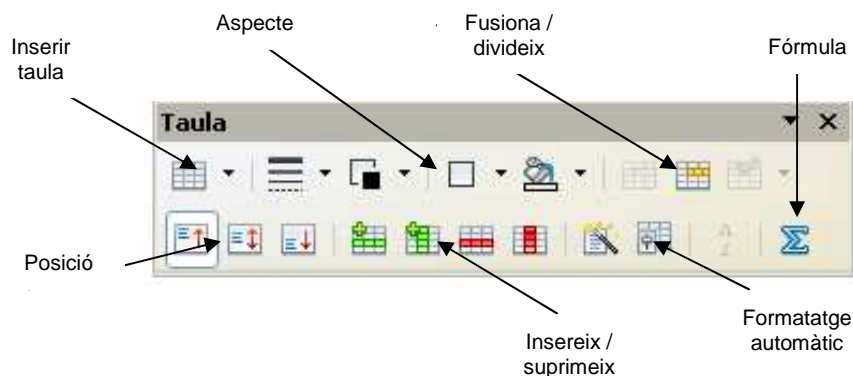 Aspecte
Fusiona /
divideix
Inserir
taula
Fórmula
Taula
Posició
Insereix /
suprimeix
Formatatge
automàtic